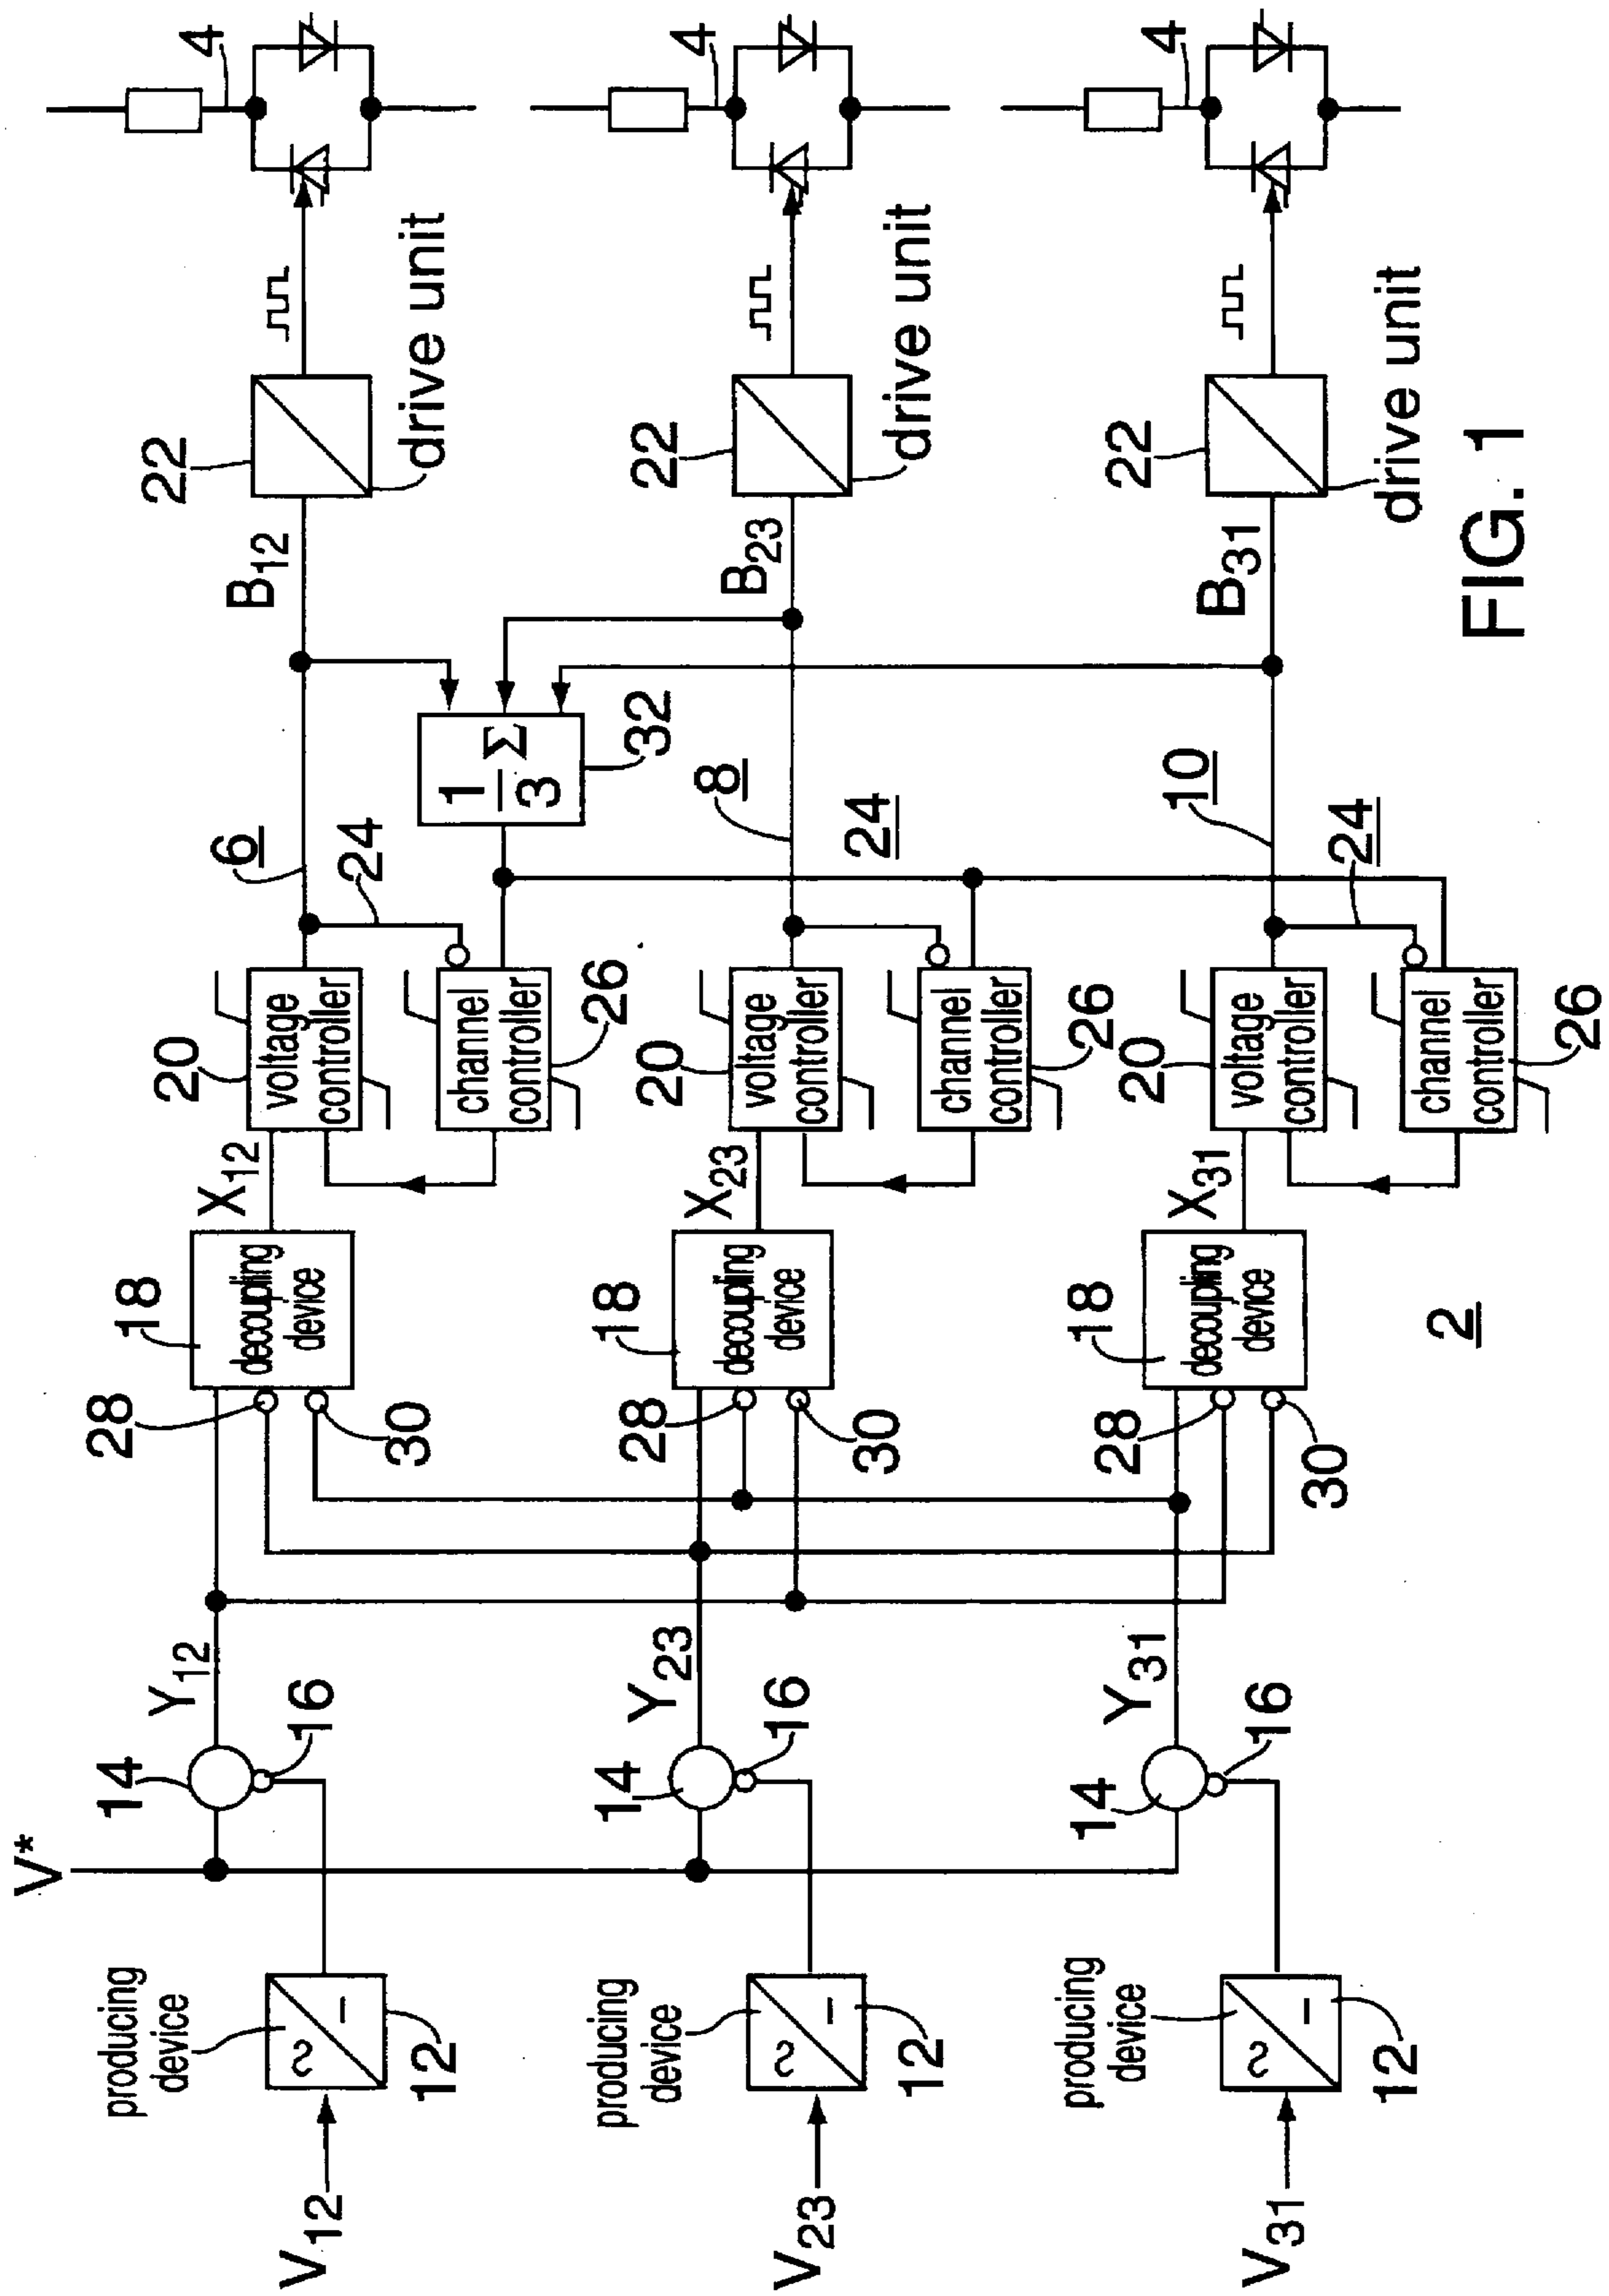 V*
V12
producing
device
12
14
16
Y12
28
30
18
decoupling
device
X12
20
voltage
controller
channel
controller
26
24
6
1
3
Σ
32
B12
22
drive unit
4
V23
producing
device
12
14
16
Y23
28
30
18
decoupling
device
X23
20
voltage
controller
channel
controller
26
24
8
B23
22
drive unit
4
V31
producing
device
12
14
16
Y31
28
30
18
decoupling
device
X31
20
voltage
controller
channel
controller
26
24
10
B31
22
drive unit
4
2
FIG. 1